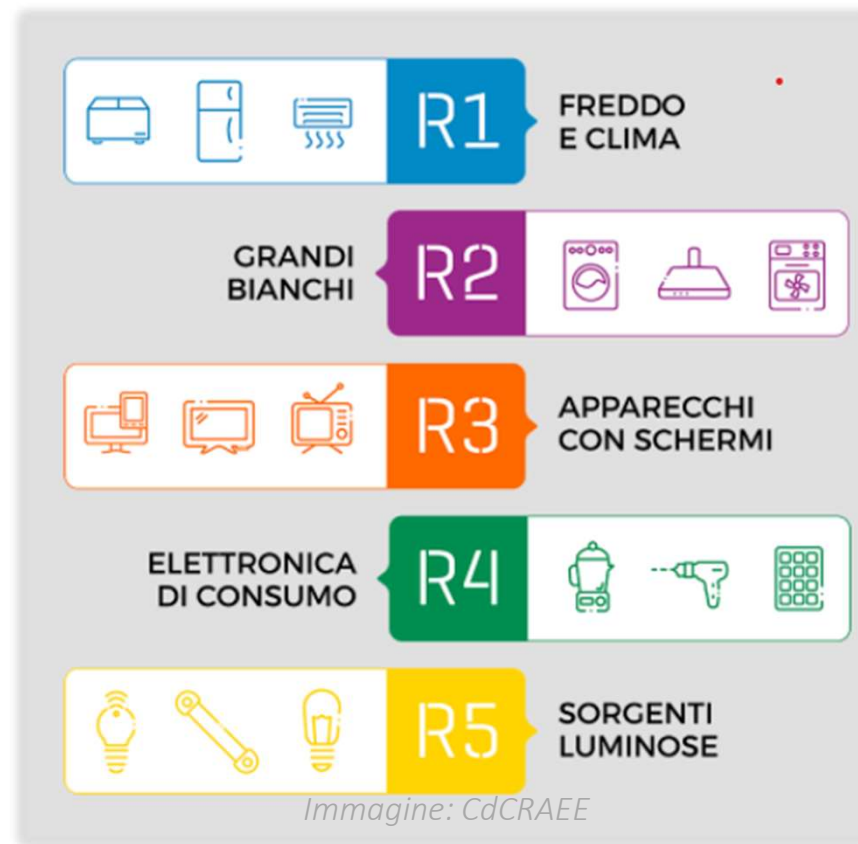 R1
FREDDO
E CLIMA
GRANDI
BIANCHI
R2
R3
APPARECCHI
CON SCHERMI
ELETTRONICA
DI CONSUMO
R4
R5
SORGENTI
LUMINOSE
Immagine: CdCRAEE